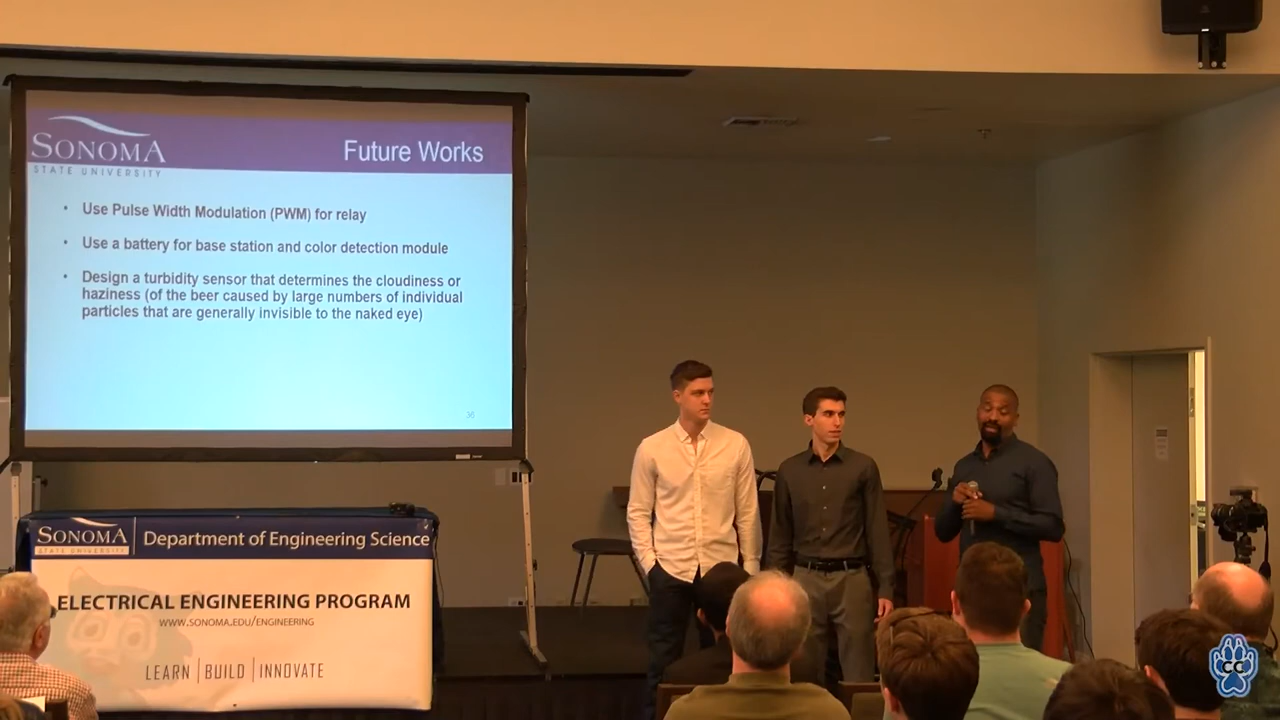 SONOMA
STATE UNIVERSITY
Future Works
• Use Pulse Width Modulation (PWM) for relay
• Use a battery for base station and color detection module
• Design a turbidity sensor that determines the cloudiness or
haziness (of the beer caused by large numbers of individual
particles that are generally invisible to the naked eye)
36
SONOMA
STATE UNIVERSITY
Department of Engineering Science
ELECTRICAL ENGINEERING PROGRAM
WWW.SONOMA.EDU/ENGINEERING
LEARN | BUILD | INNOVATE
CC